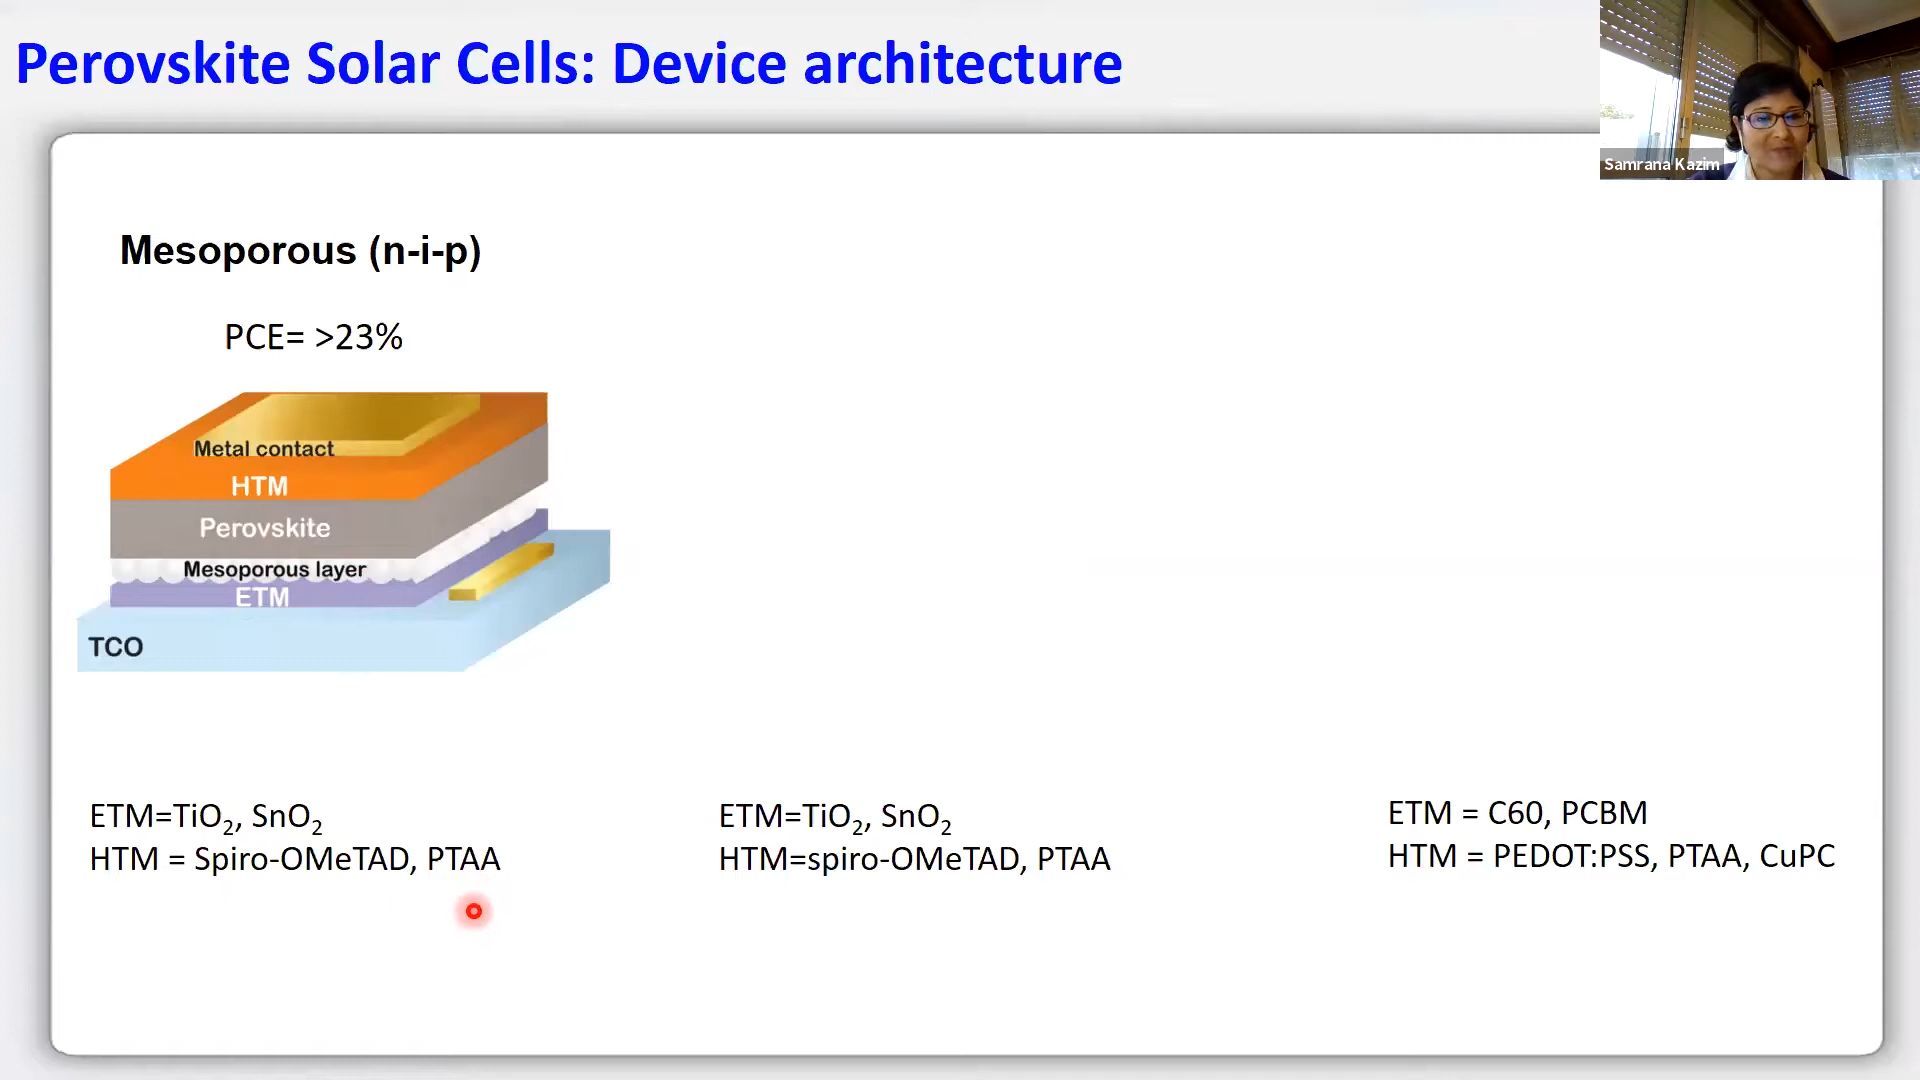 Perovskite Solar Cells: Device architecture
Samrana Kazim
Mesoporous (n-i-p)
PCE= >23%
Metal contact
HTM
Perovskite
Mesoporous layer
ETM
TCO
ETM=TiO₂, SnO₂
HTM = Spiro-OMeTAD, PTAA
ETM=TiO₂, SnO₂
HTM=spiro-OMeTAD, PTAA
ETM = C60, PCBM
HTM = PEDOT:PSS, PTAA, CuPC